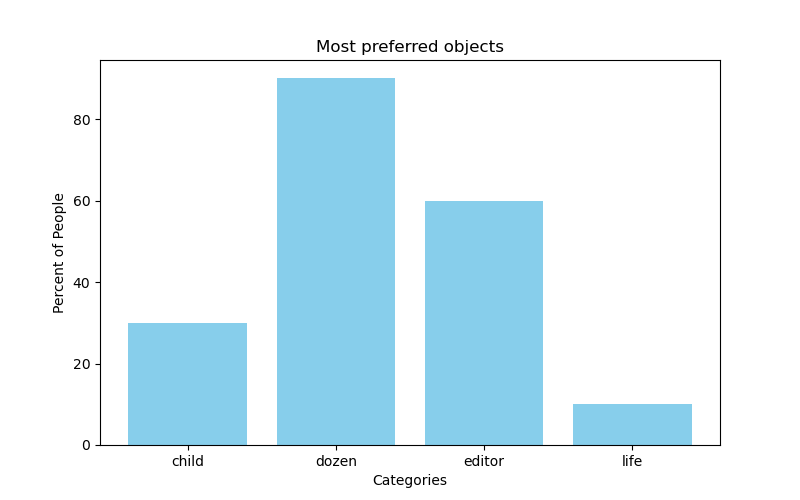 Most preferred objects
Percent of People
80
60
40
20
0
child dozen editor life
Categories